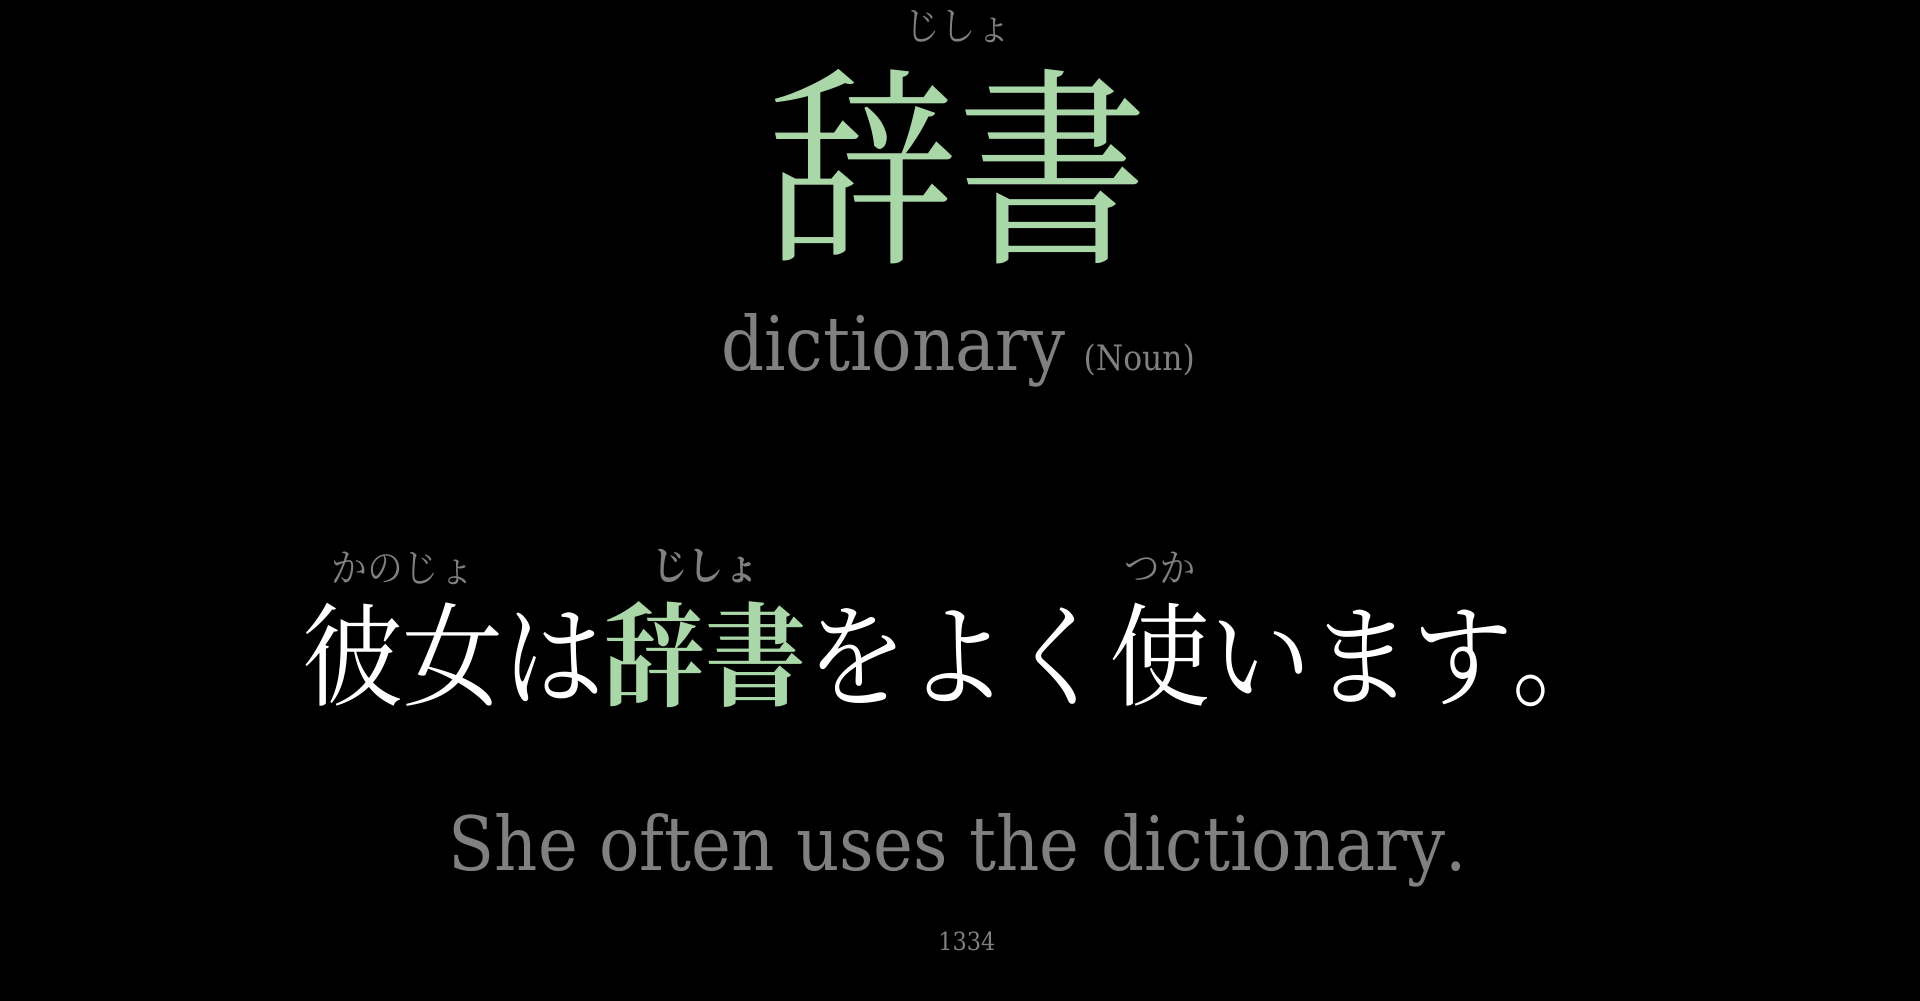 じしょ
辞書
dictionary (Noun)
かのじょ じしょ つか
彼女は辞書をよく使います。
She often uses the dictionary.
1334